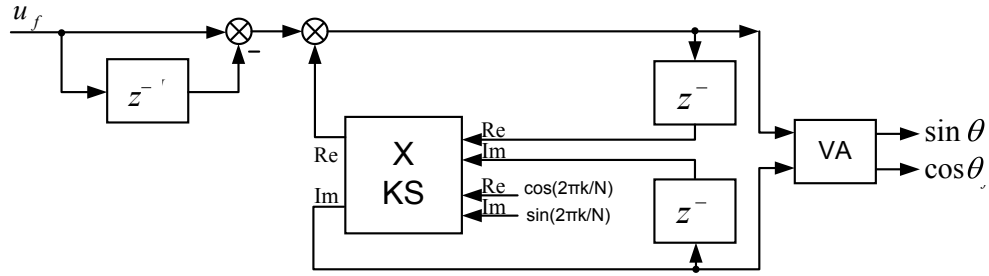 u_f
−
z⁻
z⁻
Re
Im
X
KS
Re
Im
Re
Im
cos(2πk/N)
sin(2πk/N)
z⁻
VA
sin θ
cos θ